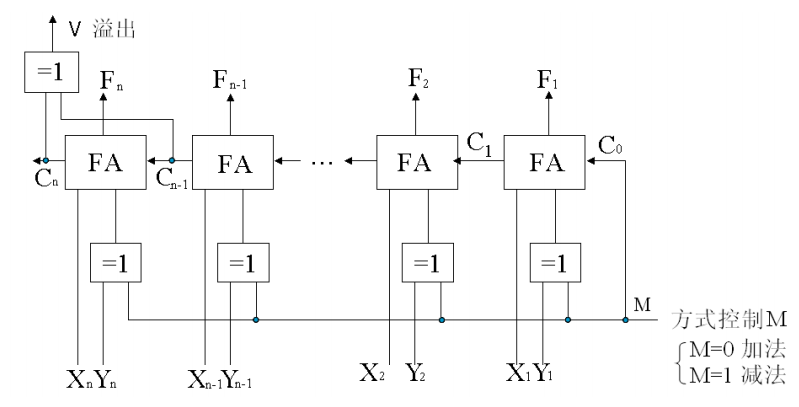 V 溢出
=1
Fn Fn-1 F2 F1
FA FA ... FA FA
Cn Cn-1 C1 C0
=1 =1 =1 =1
M 方式控制M
M=0 加法
M=1 减法
XnYn Xn-1Yn-1 X2 Y2 X1Y1